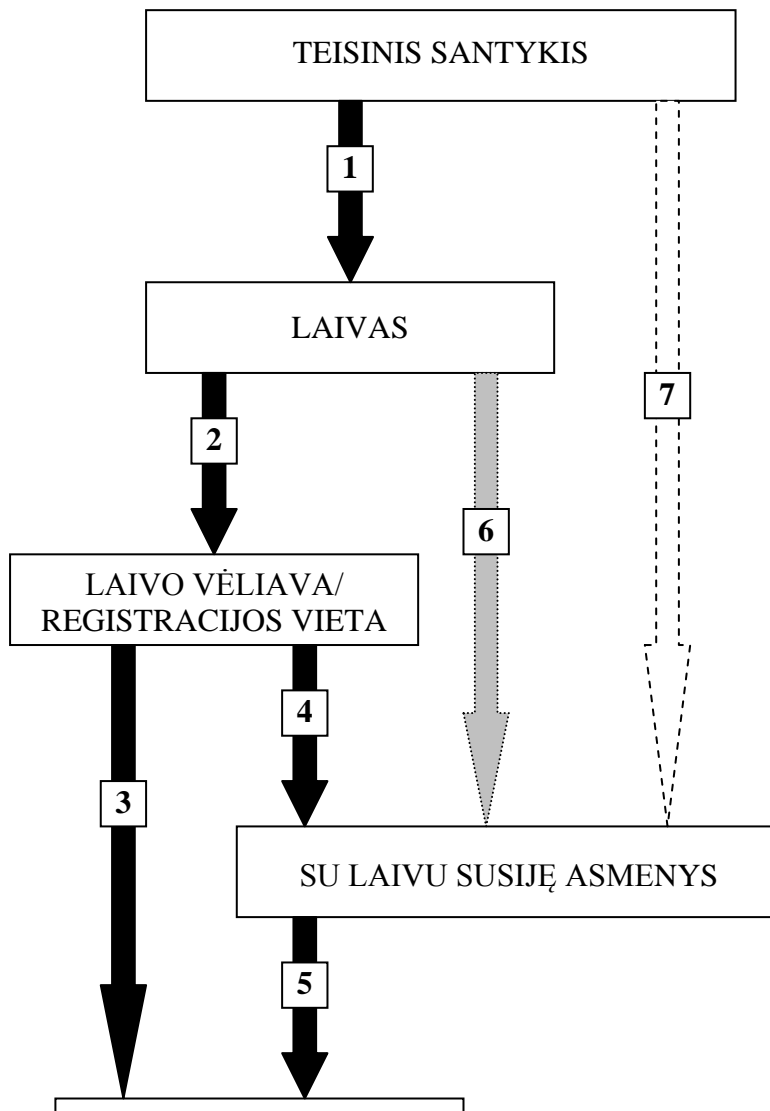 TEISINIS SANTYKIS
1
LAIVAS
7
2
6
LAIVO VĖLIAVA/
REGISTRACIJOS VIETA
4
3
SU LAIVU SUSIJĘ ASMENYS
5